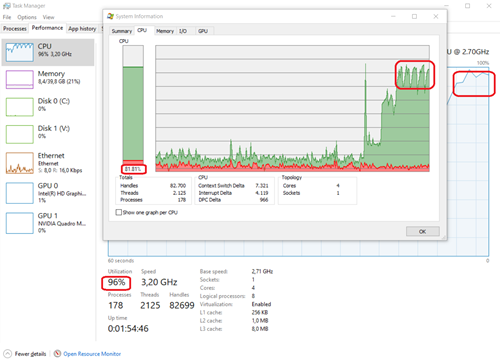 Task Manager
File Options View
Processes Performance App history
CPU
96% 3,20 GHz
Memory
8,4/39,8 GB (21%)
Disk 0 (C:)
0%
Disk 1 (V:)
0%
Ethernet
Ethernet
S: 8,0 R: 16,0 Kbps
GPU 0
Intel(R) HD Graphi...
1%
GPU 1
NVIDIA Quadro M...
0%
System Information
Summary CPU Memory I/O GPU
CPU
81.81%
Totals
Handles 82.700
Threads 2.125
Processes 178
CPU
Context Switch Delta 7.321
Interrupt Delta 4.119
DPC Delta 966
Topology
Cores 4
Sockets 1
Show one graph per CPU
OK
U @ 2.70GHz
100%
60 seconds
0
Utilization Speed
96% 3,20 GHz
Processes Threads Handles
178 2125 82699
Up time
0:01:54:46
Base speed: 2,71 GHz
Sockets: 1
Cores: 4
Logical processors: 8
Virtualization: Enabled
L1 cache: 256 KB
L2 cache: 1,0 MB
L3 cache: 8,0 MB
Fewer details Open Resource Monitor